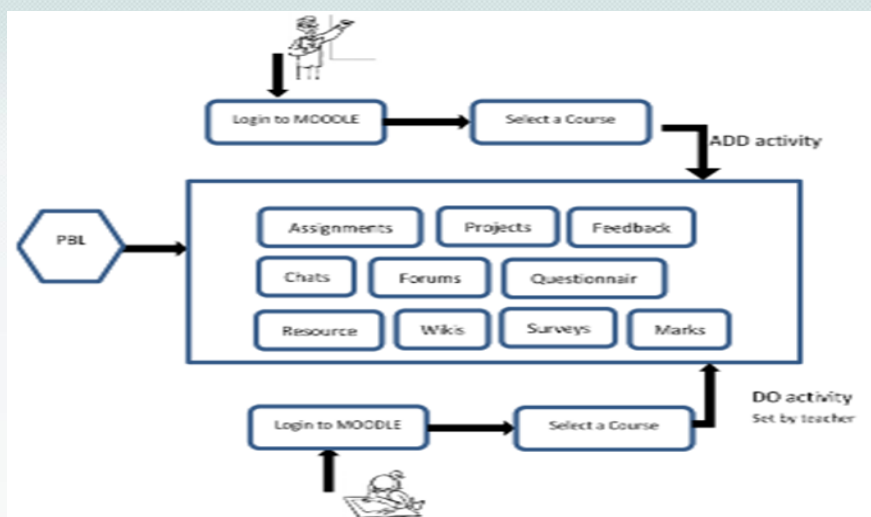 Login to MOODLE
Select a Course
ADD activity
PBL
Assignments
Projects
Feedback
Chats
Forums
Questionnair
Resource
Wikis
Surveys
Marks
DO activity
Set by teacher
Login to MOODLE
Select a Course